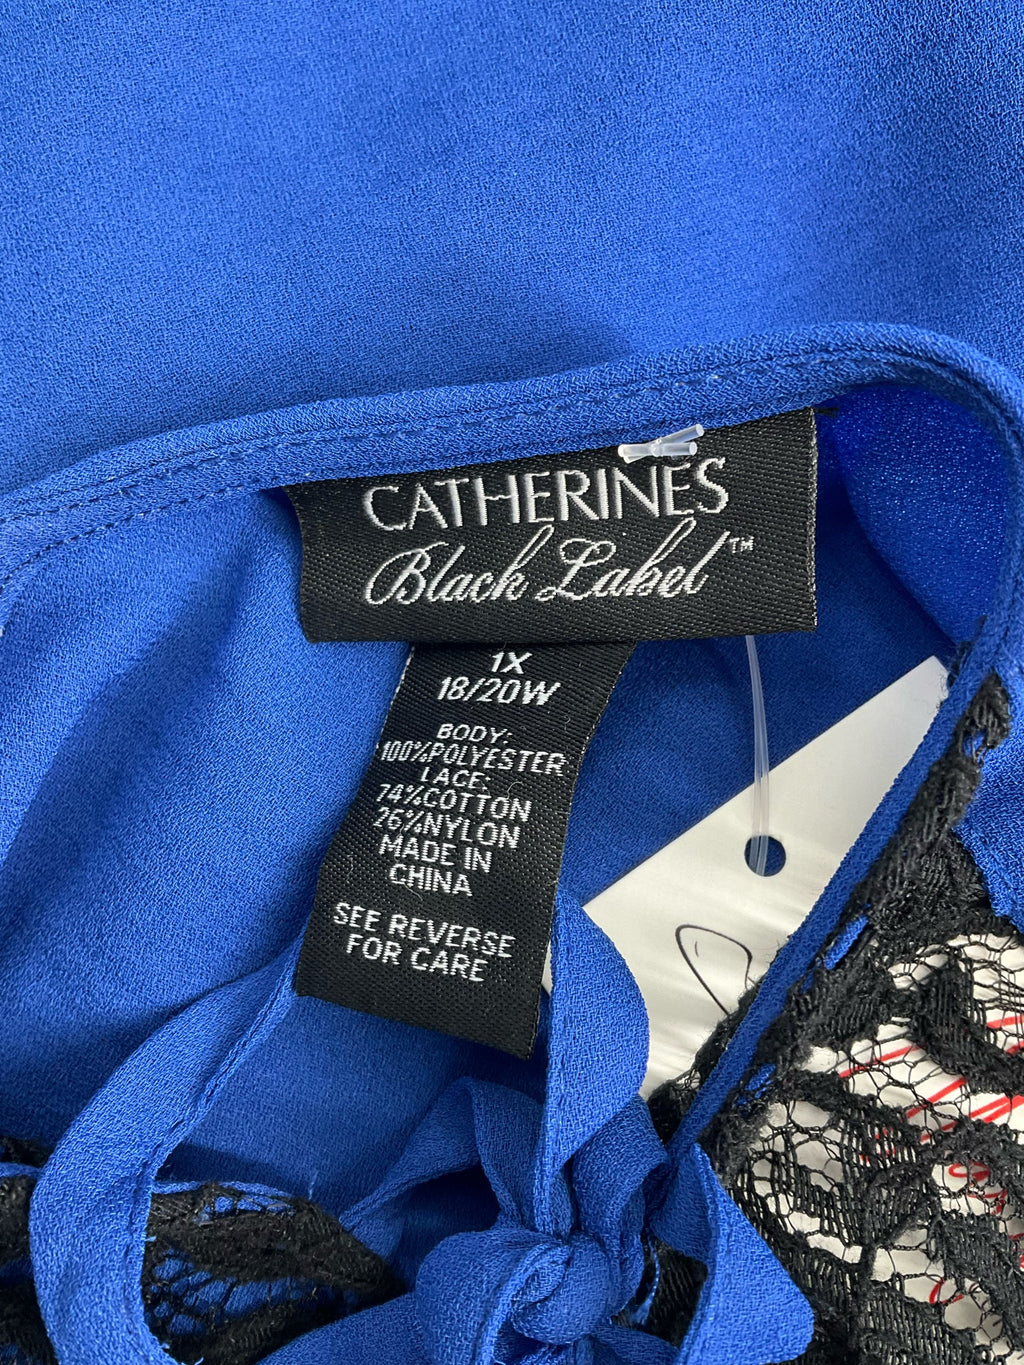 CATHERINES
Black Label™
1X
18/20W
BODY:
100%POLYESTER
LACE:
74%COTTON
26%NYLON
MADE IN
CHINA
SEE REVERSE
FOR CARE